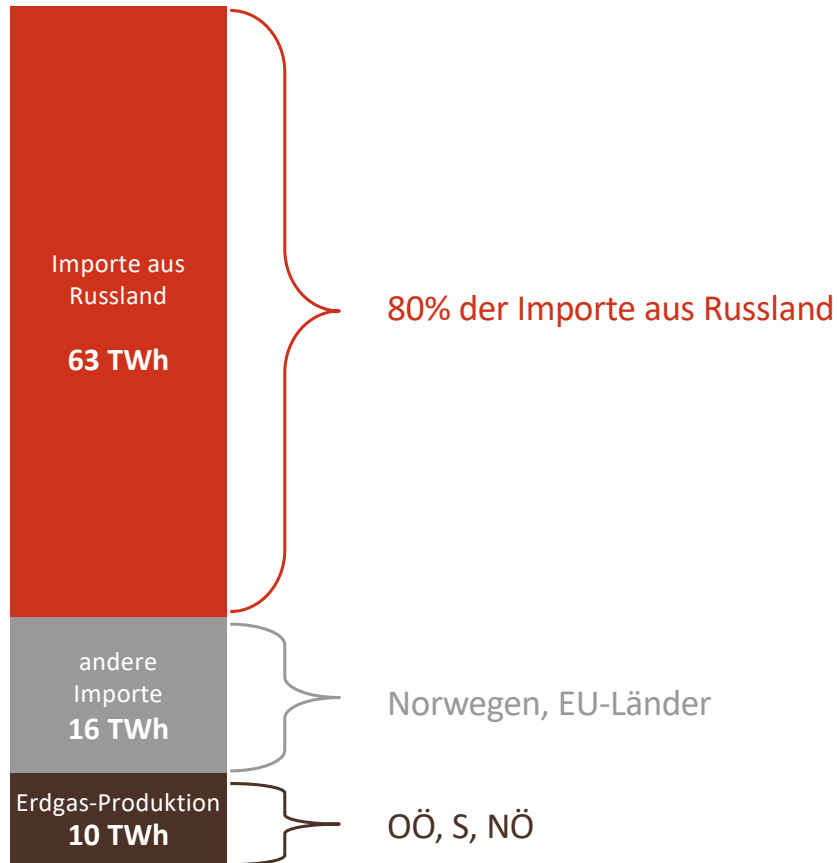 Importe aus
Russland
63 TWh
80% der Importe aus Russland
andere
Importe
16 TWh
Norwegen, EU-Länder
Erdgas-Produktion
10 TWh
OÖ, S, NÖ